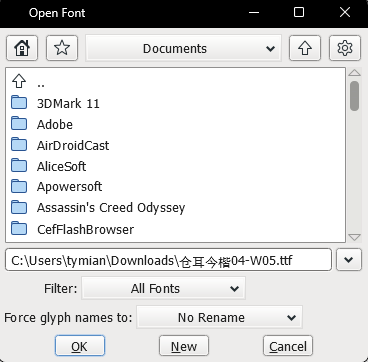 Open Font
Documents
..
3DMark 11
Adobe
AirDroidCast
AliceSoft
Apowersoft
Assassin's Creed Odyssey
CefFlashBrowser
C:\Users\tymian\Downloads\仓耳今楷04-W05.ttf
Filter: All Fonts
Force glyph names to: No Rename
OK New Cancel